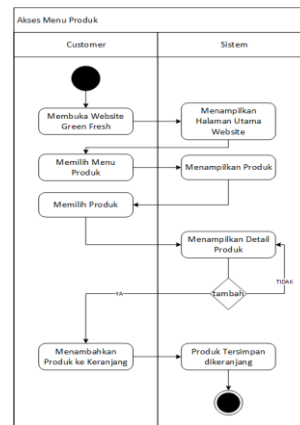 Akses Menu Produk
Customer
Sistem
Membuka Website
Green Fresh
Menampilkan
Halaman Utama
Website
Memilih Menu
Produk
Menampilkan Produk
Memilih Produk
Menampilkan Detail
Produk
TIDAK
tambah
YA
Menambahkan
Produk ke Keranjang
Produk Tersimpan
dikeranjang